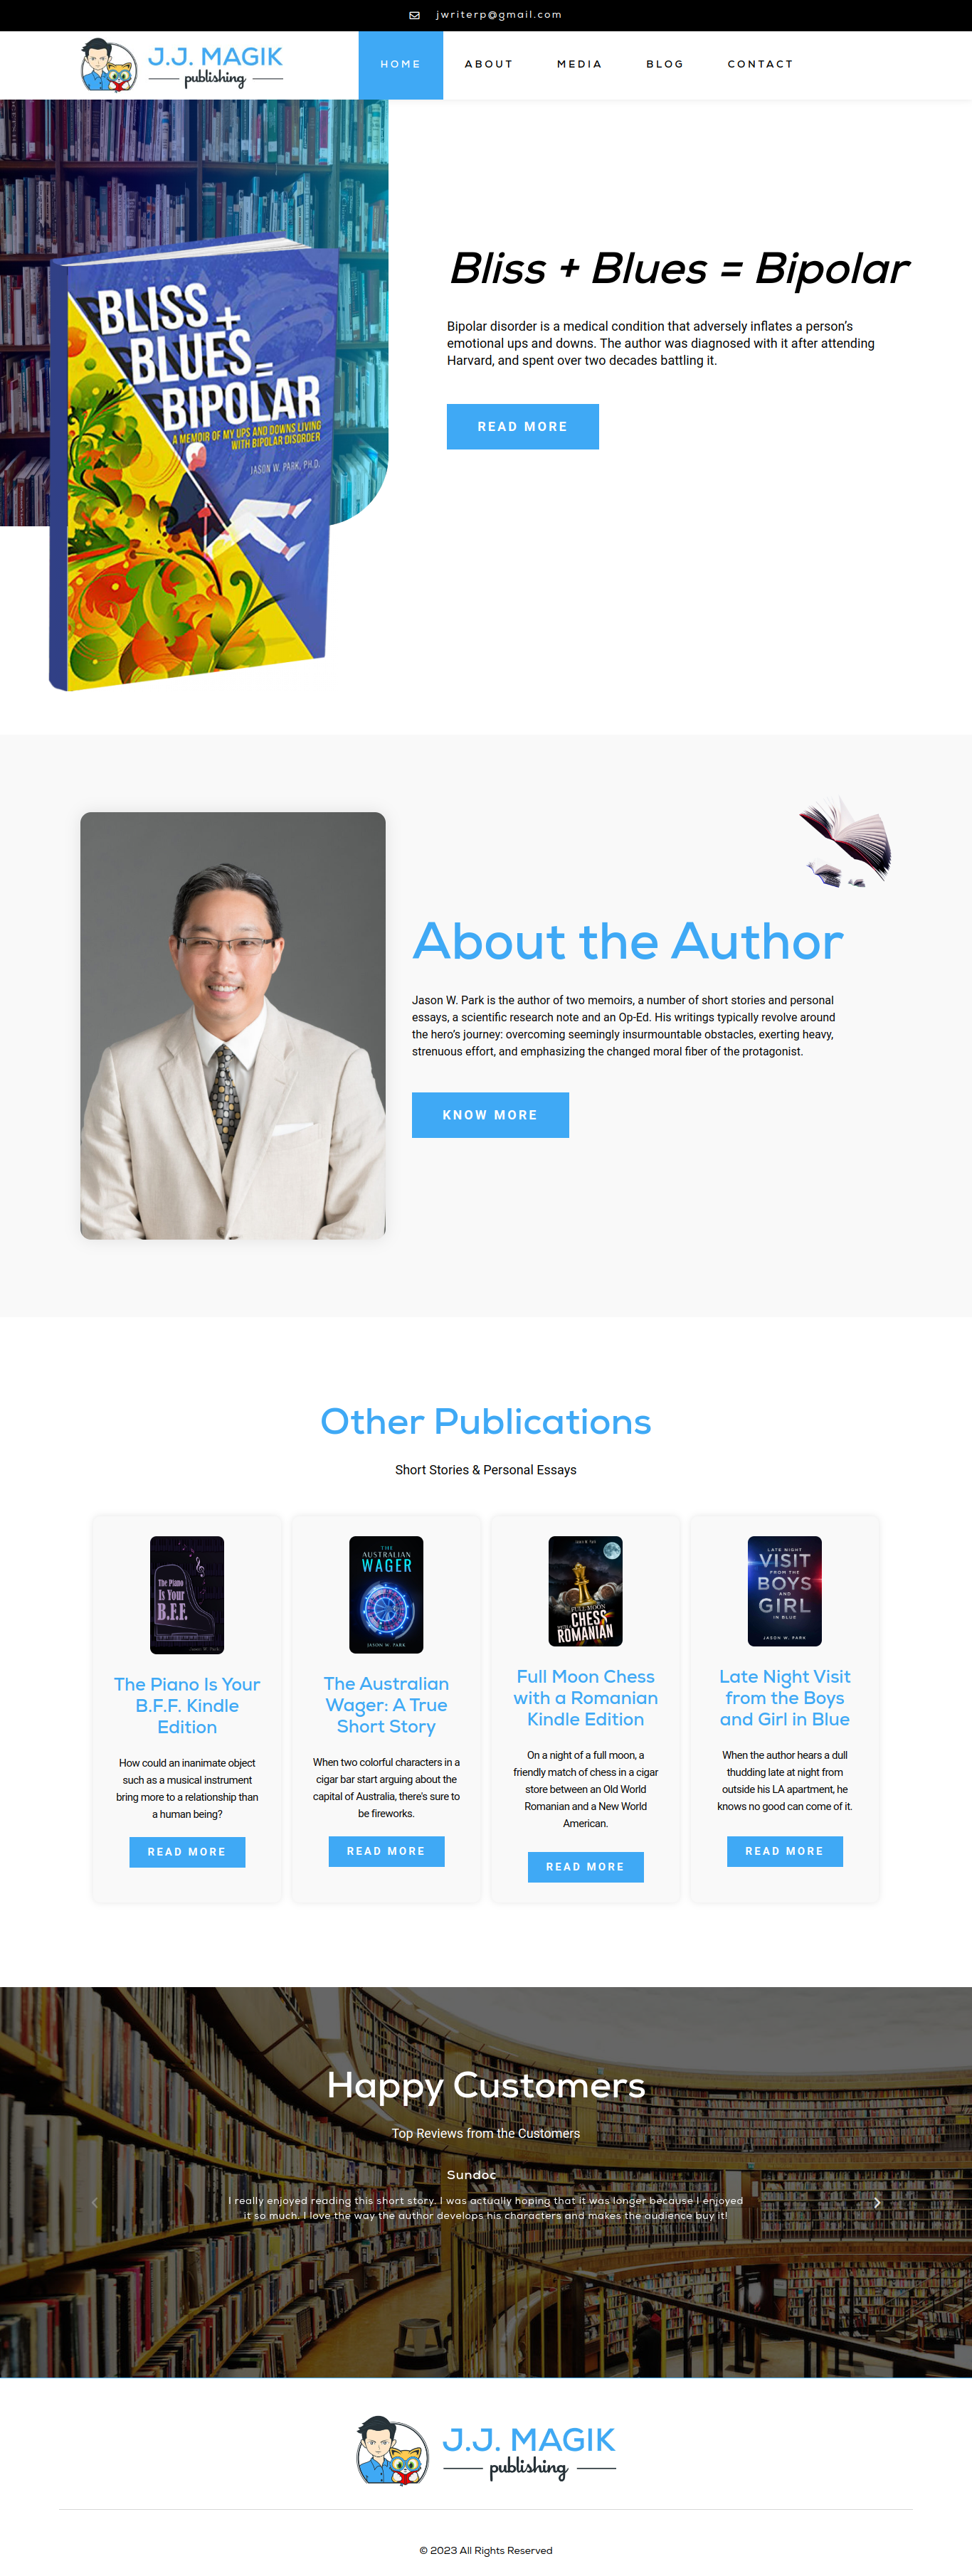 jwriterp@gmail.com
J.J. MAGIK
publishing
HOME ABOUT MEDIA BLOG CONTACT
BLISS +
BLUES =
BIPOLAR
A MEMOIR OF MY UPS AND DOWNS LIVING
WITH BIPOLAR DISORDER
JASON W. PARK, PH.D.
Bliss + Blues = Bipolar
Bipolar disorder is a medical condition that adversely inflates a person’s
emotional ups and downs. The author was diagnosed with it after attending
Harvard, and spent over two decades battling it.
READ MORE
About the Author
Jason W. Park is the author of two memoirs, a number of short stories and personal
essays, a scientific research note and an Op-Ed. His writings typically revolve around
the hero’s journey: overcoming seemingly insurmountable obstacles, exerting heavy,
strenuous effort, and emphasizing the changed moral fiber of the protagonist.
KNOW MORE
Other Publications
Short Stories & Personal Essays
The Piano
Is Your
B.F.F.
Jason W. Park
The Piano Is Your
B.F.F. Kindle
Edition
How could an inanimate object
such as a musical instrument
bring more to a relationship than
a human being?
READ MORE
THE
AUSTRALIAN
WAGER
JASON W. PARK
The Australian
Wager: A True
Short Story
When two colorful characters in a
cigar bar start arguing about the
capital of Australia, there's sure to
be fireworks.
READ MORE
FULL MOON
CHESS
WITH A
ROMANIAN
Full Moon Chess
with a Romanian
Kindle Edition
On a night of a full moon, a
friendly match of chess in a cigar
store between an Old World
Romanian and a New World
American.
READ MORE
LATE NIGHT
VISIT
FROM THE
BOYS
AND
GIRL
IN BLUE
JASON W. PARK
Late Night Visit
from the Boys
and Girl in Blue
When the author hears a dull
thudding late at night from
outside his LA apartment, he
knows no good can come of it.
READ MORE
Happy Customers
Top Reviews from the Customers
Sundoc
I really enjoyed reading this short story. I was actually hoping that it was longer because I enjoyed
it so much. I love the way the author develops his characters and makes the audience buy it!
J.J. MAGIK
publishing
© 2023 All Rights Reserved